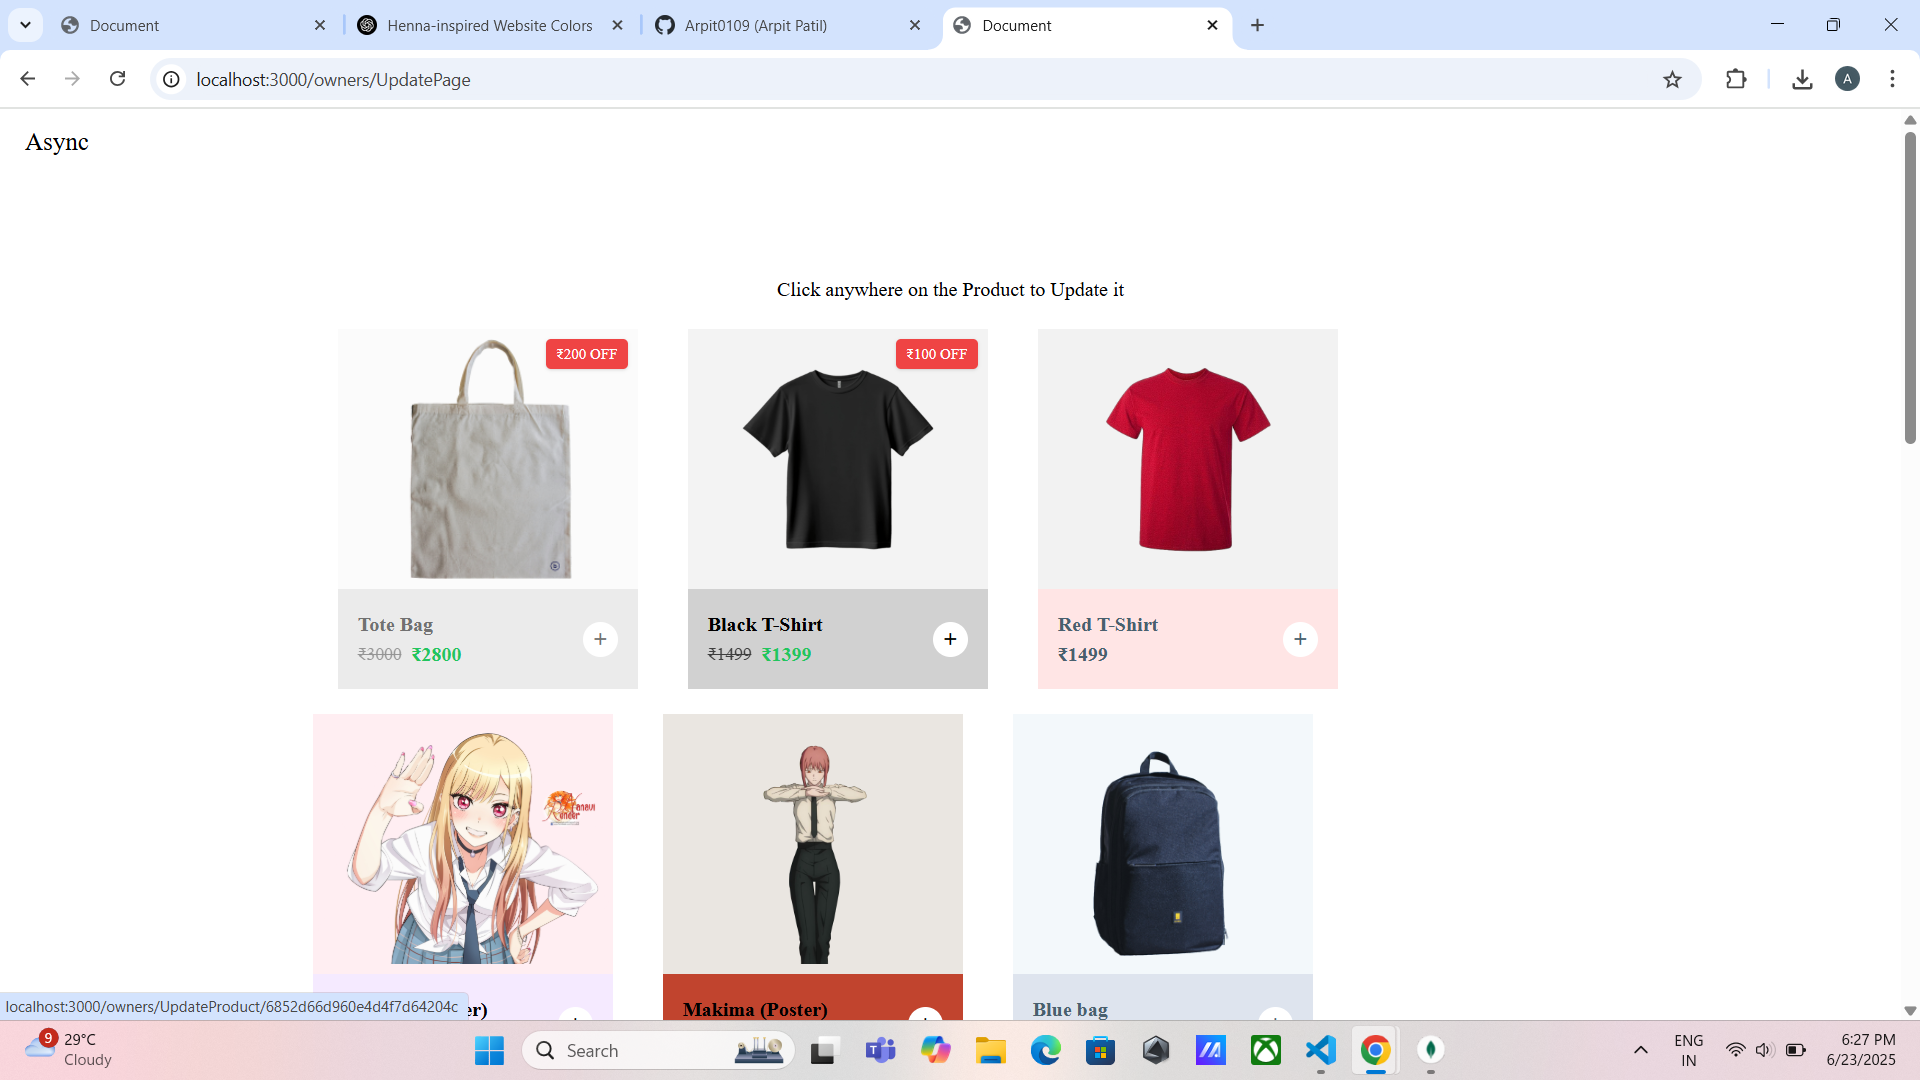 Document
Henna-inspired Website Colors
Arpit0109 (Arpit Patil)
Document
localhost:3000/owners/UpdatePage
A
Async
Click anywhere on the Product to Update it
₹200 OFF
₹100 OFF
Tote Bag
₹3000 ₹2800
Black T-Shirt
₹1499 ₹1399
Red T-Shirt
₹1499
er)
Makima (Poster)
Blue bag
localhost:3000/owners/UpdateProduct/6852d66d960e4d4f7d64204c
9
29°C
Cloudy
Search
ENG
IN
6:27 PM
6/23/2025